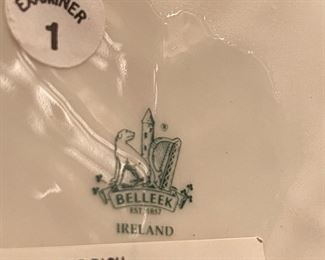 EXAMINER
1
®
BELLEEK
EST. 1857
IRELAND